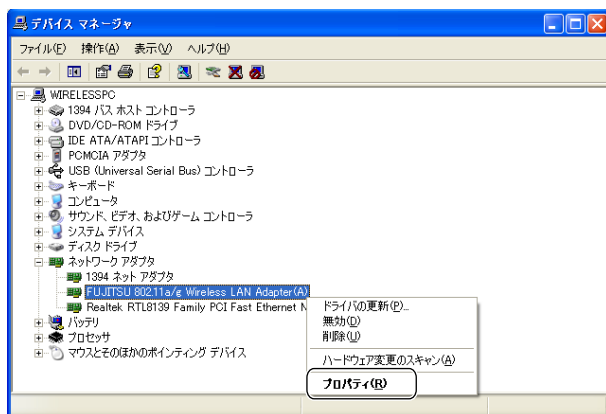 デバイス マネージャ
ファイル(F) 操作(A) 表示(V) ヘルプ(H)
WIRELESSPC
1394 バス ホスト コントローラ
DVD/CD-ROM ドライブ
IDE ATA/ATAPI コントローラ
PCMCIA アダプタ
USB (Universal Serial Bus) コントローラ
キーボード
コンピュータ
サウンド、ビデオ、およびゲーム コントローラ
システム デバイス
ディスク ドライブ
ネットワーク アダプタ
1394 ネット アダプタ
FUJITSU 802.11a/g Wireless LAN Adapter(A)
Realtek RTL8139 Family PCI Fast Ethernet N
バッテリ
プロセッサ
マウスとそのほかのポインティング デバイス
ドライバの更新(P)...
無効(D)
削除(U)
ハードウェア変更のスキャン(A)
プロパティ(R)